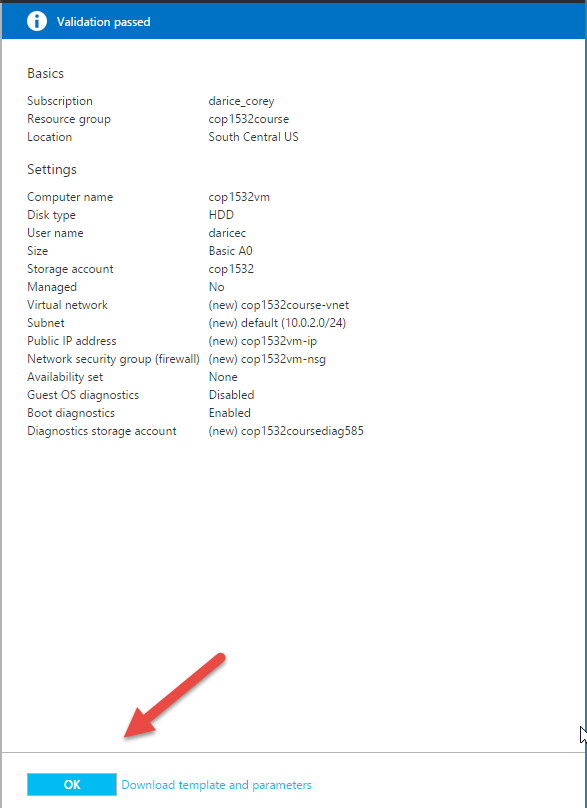 Validation passed
Basics
Subscription darice_corey
Resource group cop1532course
Location South Central US
Settings
Computer name cop1532vm
Disk type HDD
User name daricec
Size Basic A0
Storage account cop1532
Managed No
Virtual network (new) cop1532course-vnet
Subnet (new) default (10.0.2.0/24)
Public IP address (new) cop1532vm-ip
Network security group (firewall) (new) cop1532vm-nsg
Availability set None
Guest OS diagnostics Disabled
Boot diagnostics Enabled
Diagnostics storage account (new) cop1532coursediag585
OK Download template and parameters